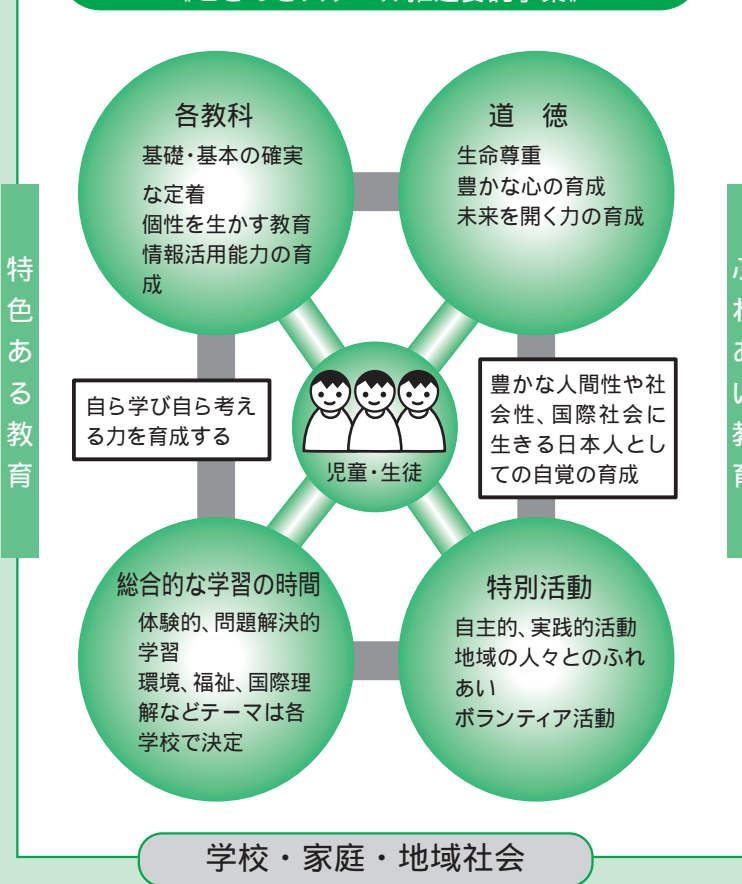 各教科
基礎・基本の確実
な定着
個性を生かす教育
情報活用能力の育
成
道　徳
生命尊重
豊かな心の育成
未来を開く力の育成
特色ある教育
ふれあい教育
自ら学び自ら考え
る力を育成する
児童・生徒
豊かな人間性や社
会性、国際社会に
生きる日本人とし
ての自覚の育成
総合的な学習の時間
体験的、問題解決的
学習
環境、福祉、国際理
解などテーマは各
学校で決定
特別活動
自主的、実践的活動
地域の人々とのふれ
あい
ボランティア活動
学校・家庭・地域社会